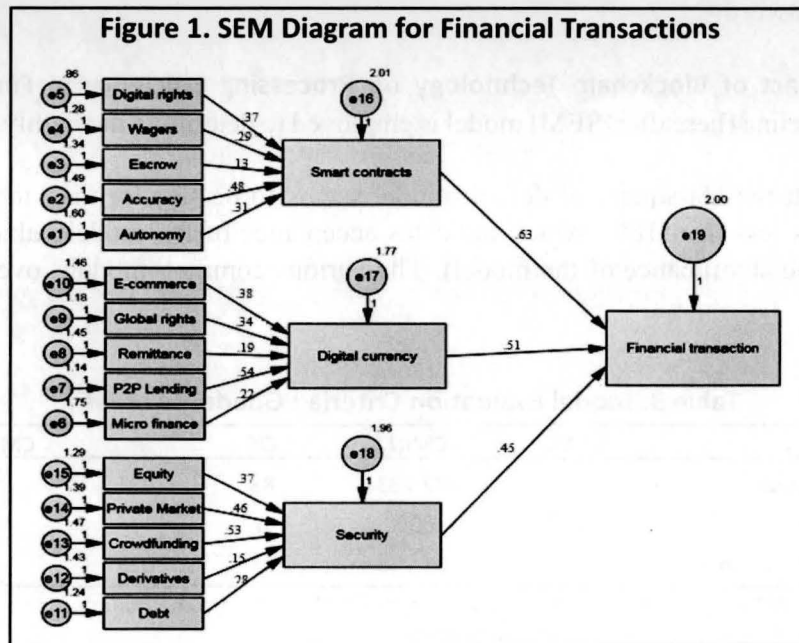 Figure 1. SEM Diagram for Financial Transactions
.86
e5
1
Digital rights
.37
1.28
e4
1
Wagers
.29
1.34
e3
1
Escrow
.13
1.49
e2
1
Accuracy
.48
1.60
e1
1
Autonomy
.31
2.01
e16
1
Smart contracts
.53
1.46
e10
1
E-commerce
.38
1.18
e9
1
Global rights
.34
1.45
e8
1
Remittance
.19
1.14
e7
1
P2P Lending
.54
1.75
e6
1
Micro finance
.22
1.77
e17
1
Digital currency
.51
2.00
e19
1
Financial transaction
1.29
e15
1
Equity
.37
1.39
e14
1
Private Market
.46
1.47
e13
1
Crowdfunding
.53
1.43
e12
1
Derivatives
.15
1.24
e11
1
Debt
.28
1.96
e18
1
Security
.45